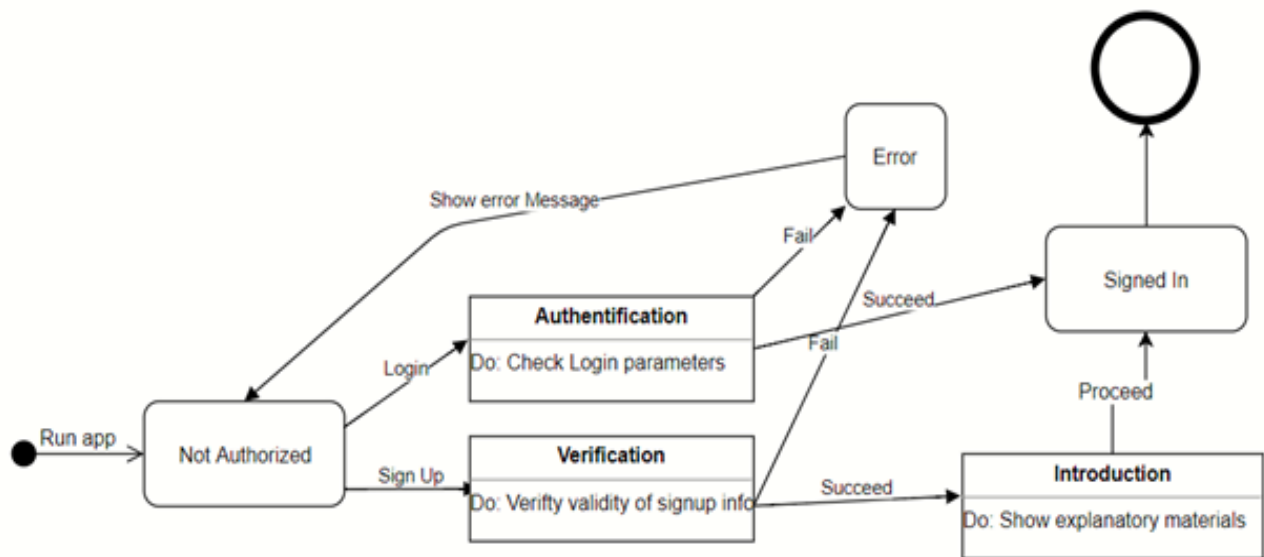 Error
Show error Message
Fail
Signed In
Succeed
Authentification
Do: Check Login parameters
Fail
Login
Proceed
Run app
Not Authorized
Verification
Introduction
Sign Up
Do: Verifty validity of signup info
Succeed
Do: Show explanatory materials